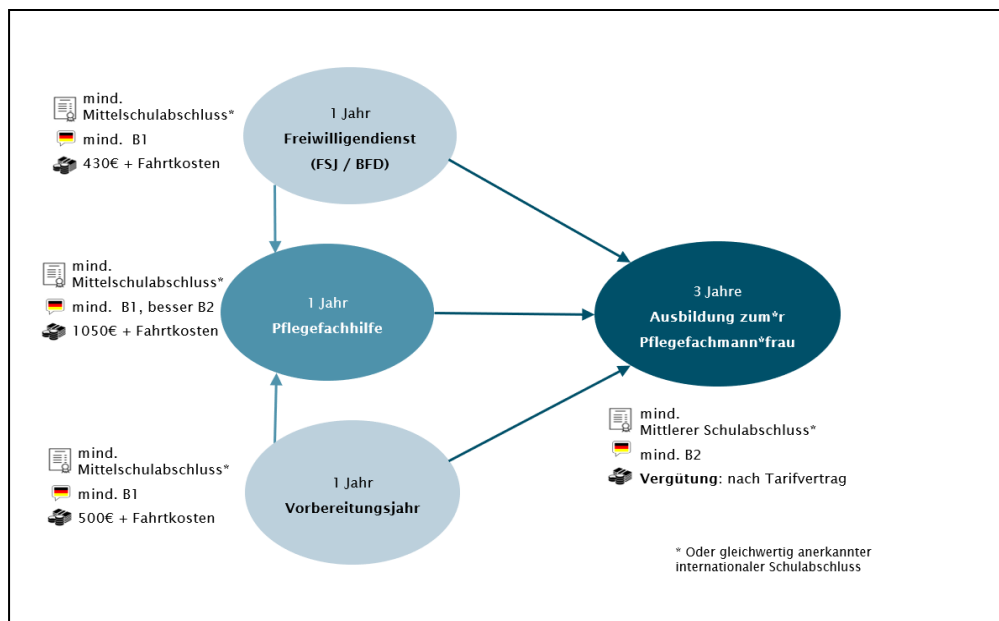 mind.
Mittelschulabschluss*
mind. B1
430€ + Fahrtkosten
1 Jahr
Freiwilligendienst
(FSJ / BFD)
mind.
Mittelschulabschluss*
mind. B1, besser B2
1050€ + Fahrtkosten
1 Jahr
Pflegefachhilfe
3 Jahre
Ausbildung zum*r
Pflegefachmann*frau
mind.
Mittlerer Schulabschluss*
mind. B2
Vergütung: nach Tarifvertrag
mind.
Mittelschulabschluss*
mind. B1
500€ + Fahrtkosten
1 Jahr
Vorbereitungsjahr
* Oder gleichwertig anerkannter
internationaler Schulabschluss